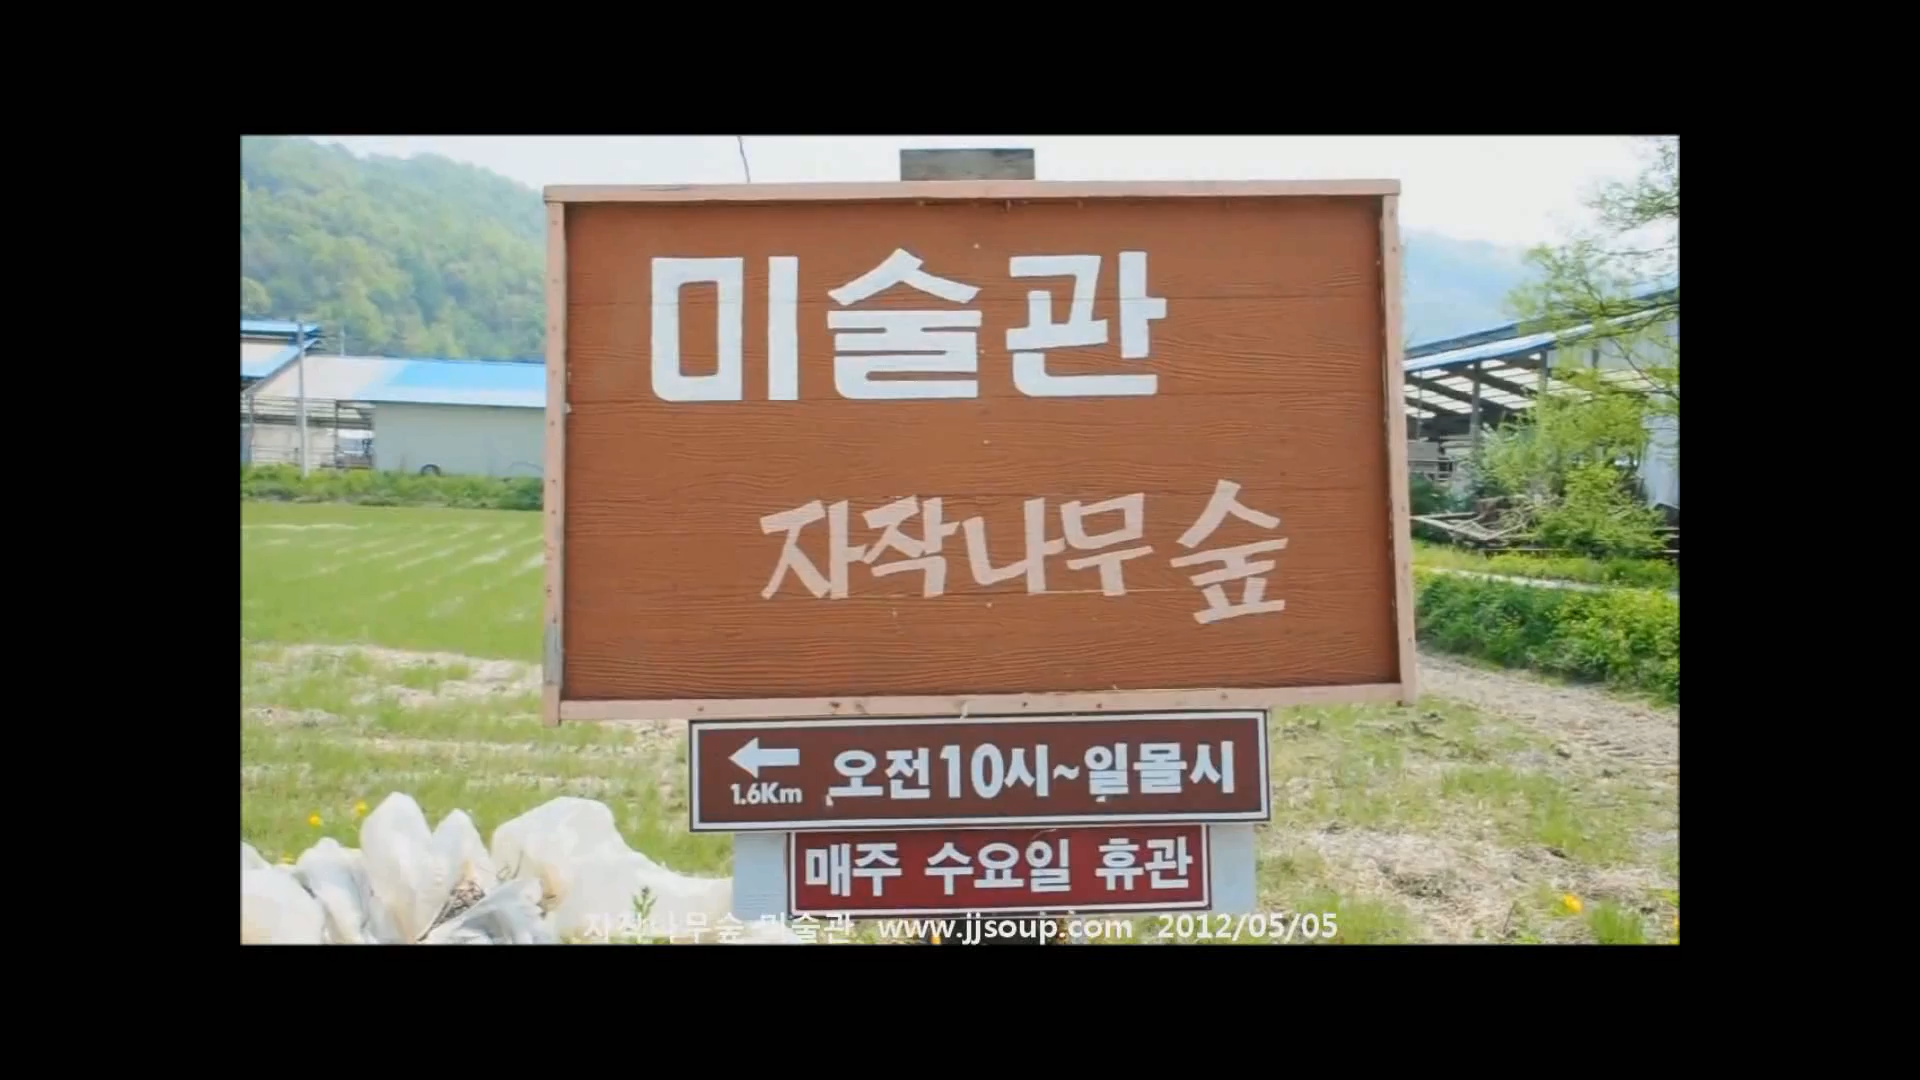 미술관
자작나무 숲
← 오전10시~일몰시
1.6Km
매주 수요일 휴관
자작나무숲 미술관 www.jjsoup.com 2012/05/05